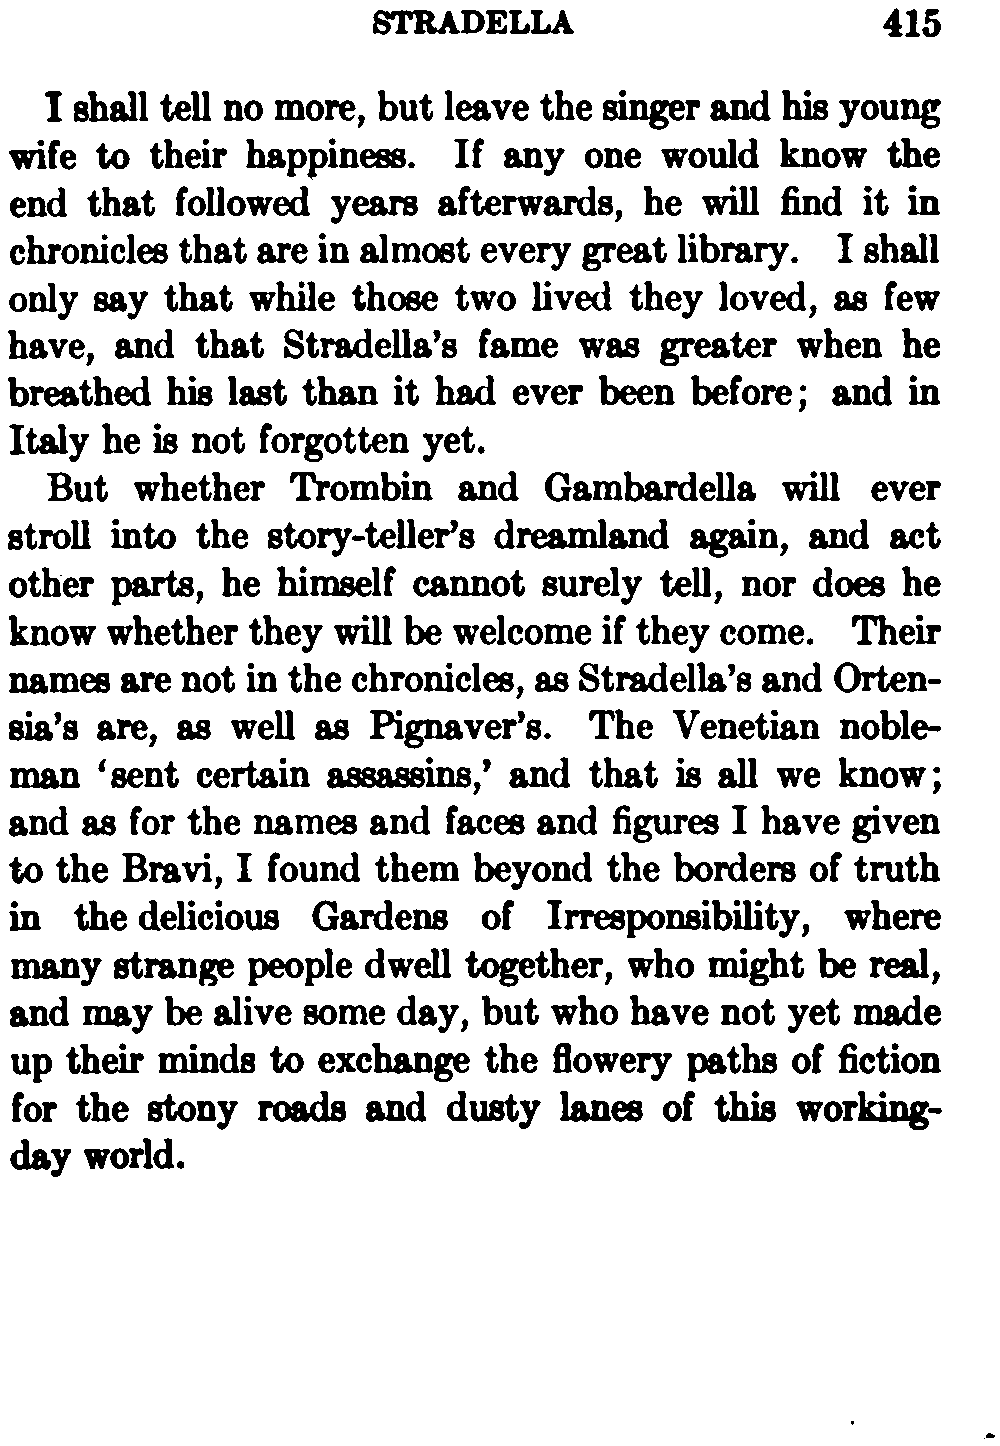 STRADELLA 415
I shall tell no more, but leave the singer and his young
wife to their happiness. If any one would know the
end that followed years afterwards, he will find it in
chronicles that are in almost every great library. I shall
only say that while those two lived they loved, as few
have, and that Stradella's fame was greater when he
breathed his last than it had ever been before; and in
Italy he is not forgotten yet.
But whether Trombin and Gambardella will ever
stroll into the story-teller's dreamland again, and act
other parts, he himself cannot surely tell, nor does he
know whether they will be welcome if they come. Their
names are not in the chronicles, as Stradella's and Orten-
sia's are, as well as Pignaver's. The Venetian noble-
man 'sent certain assassins,' and that is all we know;
and as for the names and faces and figures I have given
to the Bravi, I found them beyond the borders of truth
in the delicious Gardens of Irresponsibility, where
many strange people dwell together, who might be real,
and may be alive some day, but who have not yet made
up their minds to exchange the flowery paths of fiction
for the stony roads and dusty lanes of this working-
day world.